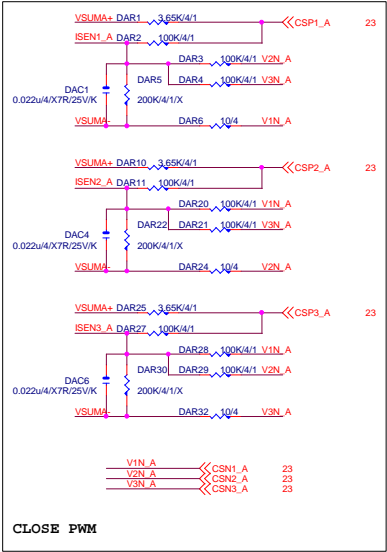 VSUMA+ DAR1 3.65K/4/1 CSP1_A 23
ISEN1_A DAR2 100K/4/1
DAR3 100K/4/1 V2N_A
DAC1 DAR5 DAR4 100K/4/1 V3N_A
0.022u/4/X7R/25V/K 200K/4/1/X
VSUMA- DAR6 10/4 V1N_A
VSUMA+ DAR10 3.65K/4/1 CSP2_A 23
ISEN2_A DAR11 100K/4/1
DAR20 100K/4/1 V1N_A
DAC4 DAR22 DAR21 100K/4/1 V3N_A
0.022u/4/X7R/25V/K 200K/4/1/X
VSUMA- DAR24 10/4 V2N_A
VSUMA+ DAR25 3.65K/4/1 CSP3_A 23
ISEN3_A DAR27 100K/4/1
DAR28 100K/4/1 V1N_A
DAC6 DAR30 DAR29 100K/4/1 V2N_A
0.022u/4/X7R/25V/K 200K/4/1/X
VSUMA- DAR32 10/4 V3N_A
V1N_A CSN1_A 23
V2N_A CSN2_A 23
V3N_A CSN3_A 23
CLOSE PWM